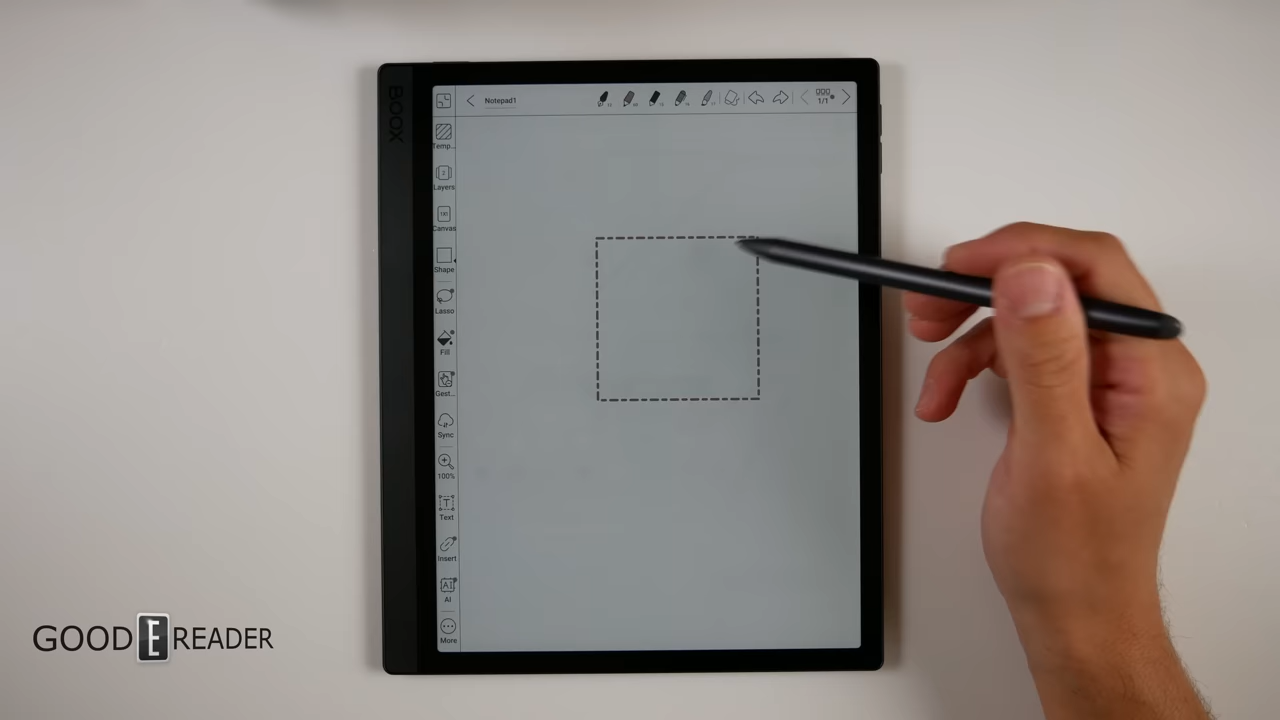 BOOX
Notepad1
1/1
Temp...
Layers
Canvas
Shape
Lasso
Fill
Gest...
Sync
100%
Text
Insert
AI
AI
More
GOOD E READER